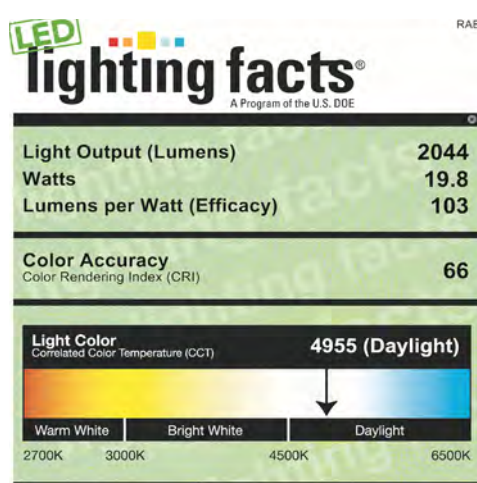 RAB
LED
lighting facts®
A Program of the U.S. DOE
Light Output (Lumens) 2044
Watts 19.8
Lumens per Watt (Efficacy) 103
Color Accuracy
Color Rendering Index (CRI) 66
Light Color
Correlated Color Temperature (CCT) 4955 (Daylight)
Warm White Bright White Daylight
2700K 3000K 4500K 6500K